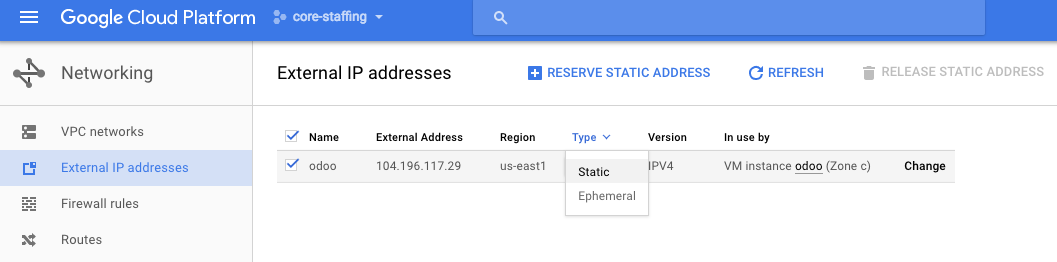 Google Cloud Platform core-staffing
Networking
External IP addresses RESERVE STATIC ADDRESS REFRESH RELEASE STATIC ADDRESS
VPC networks
External IP addresses
Firewall rules
Routes
Name External Address Region Type Version In use by
odoo 104.196.117.29 us-east1 IPV4 VM instance odoo (Zone c) Change
Static
Ephemeral